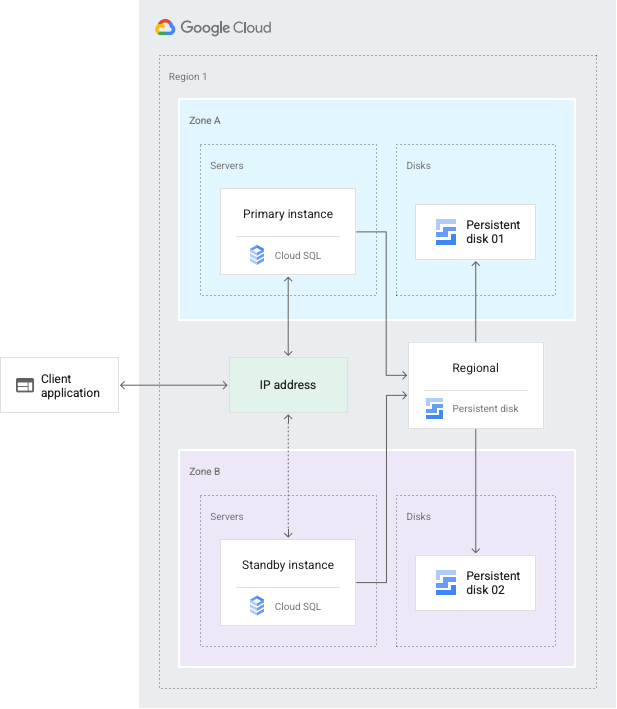 Google Cloud
Region 1
Zone A
Servers
Disks
Primary instance
Cloud SQL
Persistent
disk 01
Client
application
IP address
Regional
Persistent disk
Zone B
Servers
Disks
Standby instance
Cloud SQL
Persistent
disk 02